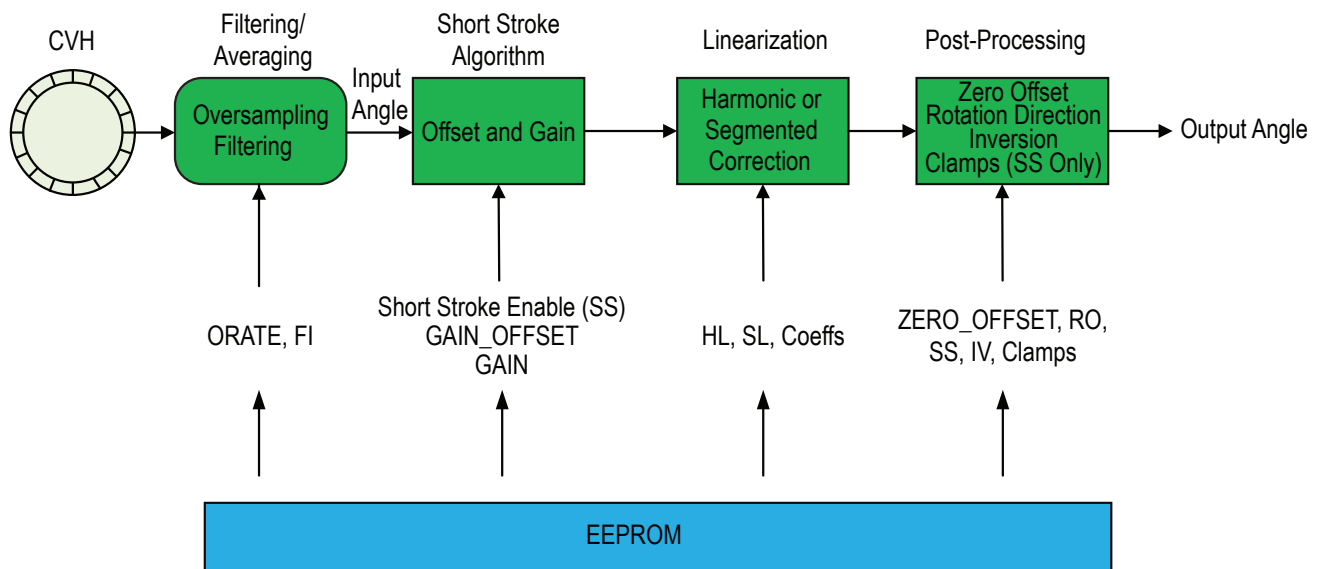 CVH
Filtering/
Averaging
Short Stroke
Algorithm
Linearization
Post-Processing
Oversampling
Filtering
Input
Angle
Offset and Gain
Harmonic or
Segmented
Correction
Zero Offset
Rotation Direction
Inversion
Clamps (SS Only)
Output Angle
ORATE, FI
Short Stroke Enable (SS)
GAIN_OFFSET
GAIN
HL, SL, Coeffs
ZERO_OFFSET, RO,
SS, IV, Clamps
EEPROM